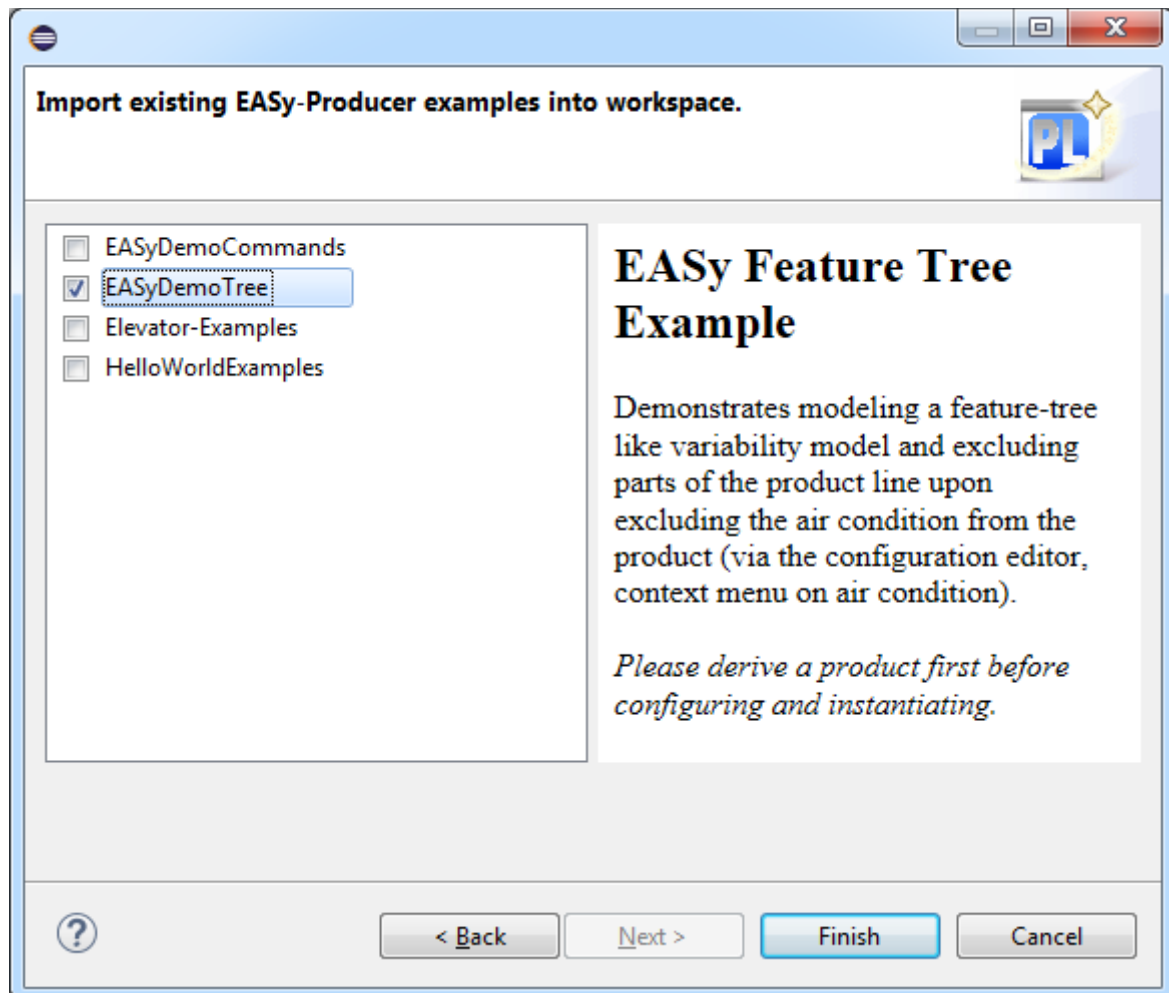 Import existing EASy-Producer examples into workspace.
PL
EASyDemoCommands
EASyDemoTree
Elevator-Examples
HelloWorldExamples
EASy Feature Tree
Example
Demonstrates modeling a feature-tree
like variability model and excluding
parts of the product line upon
excluding the air condition from the
product (via the configuration editor,
context menu on air condition).
Please derive a product first before
configuring and instantiating.
?
< Back
Next >
Finish
Cancel